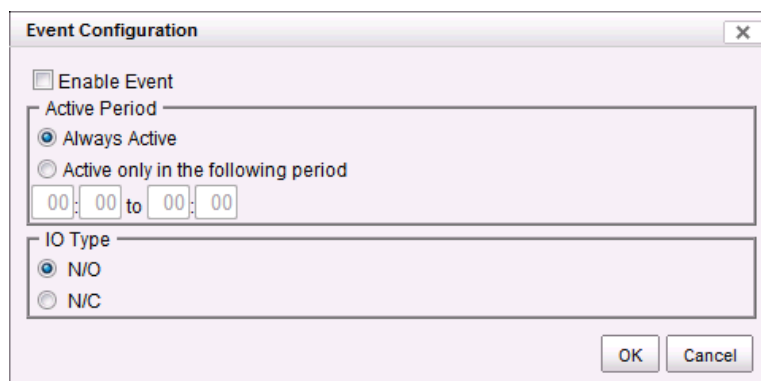 Event Configuration
Enable Event
Active Period
Always Active
Active only in the following period
00 : 00 to 00 : 00
IO Type
N/O
N/C
OK Cancel